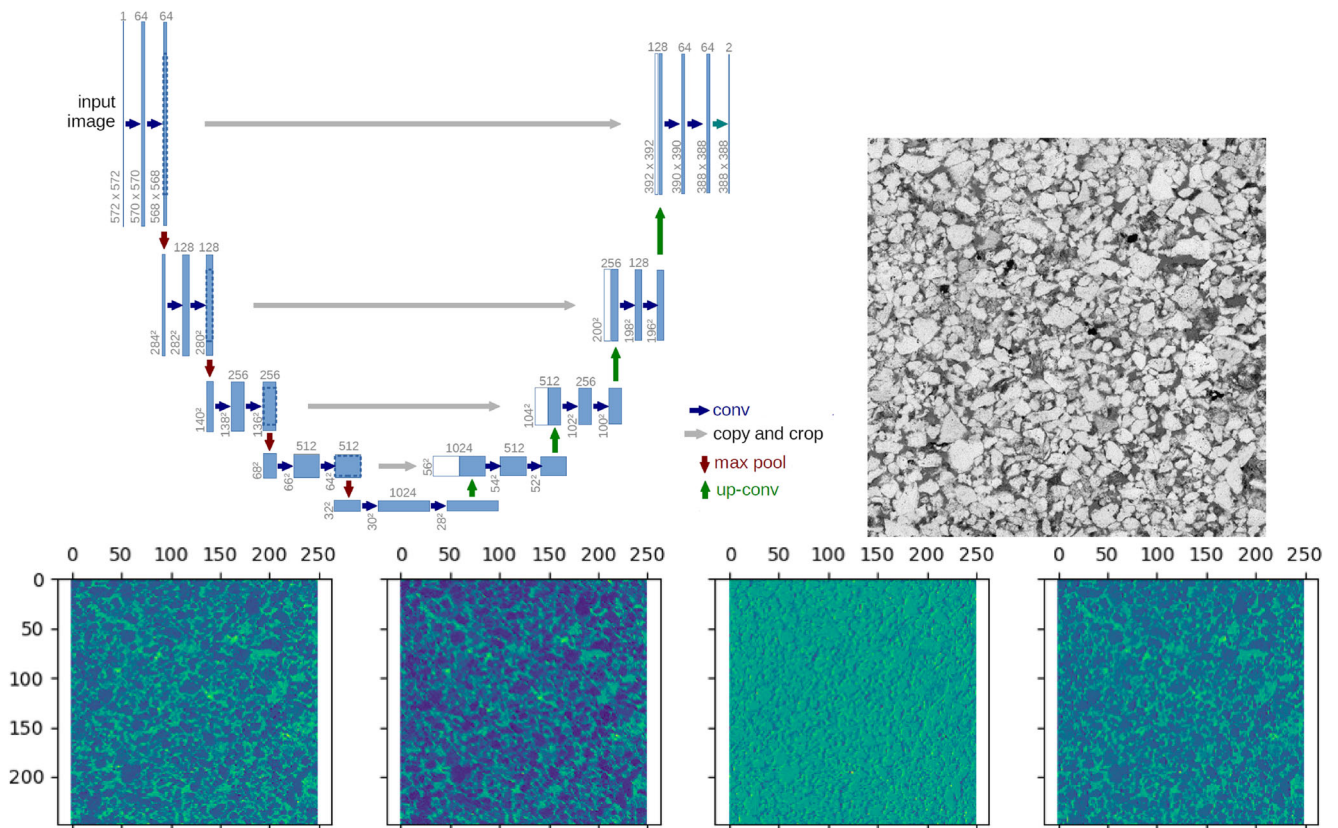 1 64 64
128 64 64 2
input
image
572 x 572
570 x 570
568 x 568
392 x 392
390 x 390
388 x 388
388 x 388
128 128
256 128
284²
282²
280²
200²
198²
196²
256 256
512 256
140²
138²
136²
104²
102²
100²
512 512
1024 512
68²
66²
64²
56²
54²
52²
1024
32²
30²
28²
conv
copy and crop
max pool
up-conv
0 50 100 150 200 250
0 50 100 150 200 250
0 50 100 150 200 250
0 50 100 150 200 250
0
50
100
150
200